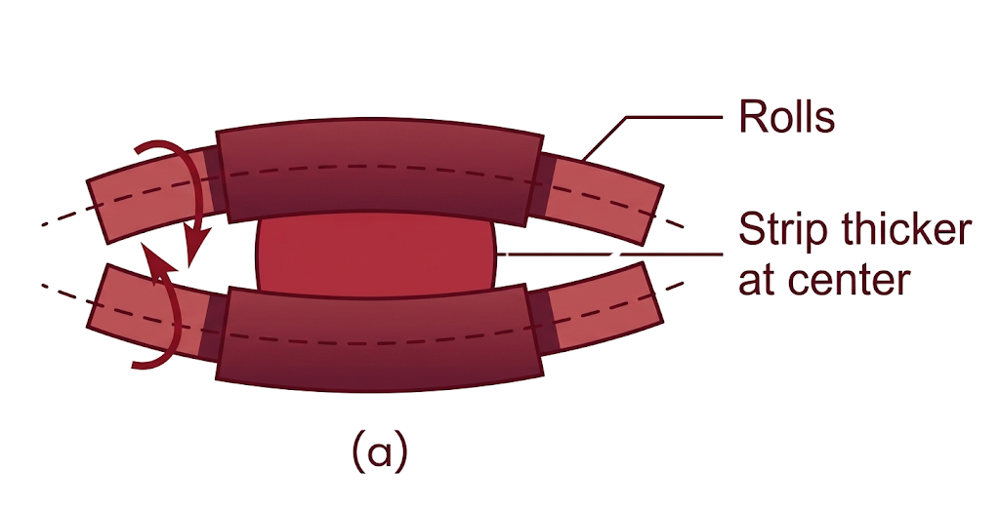 Rolls
Strip thicker
at center
(a)